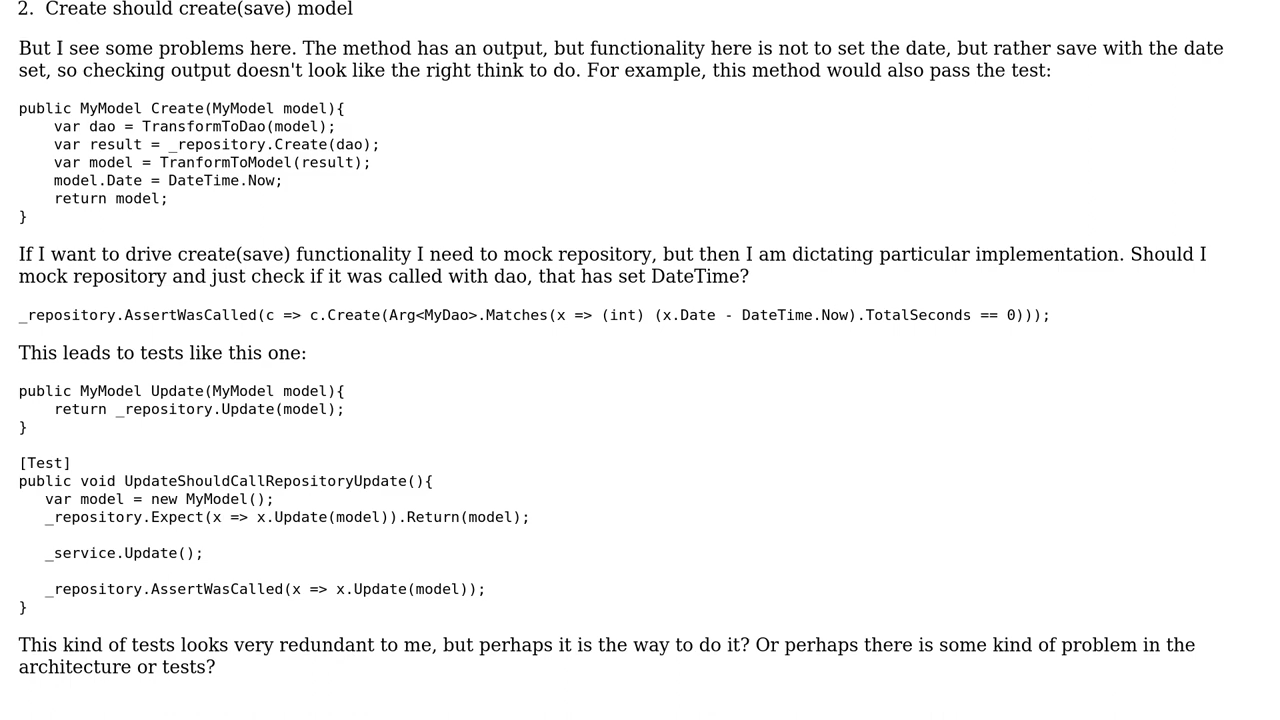 2. Create should create(save) model
But I see some problems here. The method has an output, but functionality here is not to set the date, but rather save with the date
set, so checking output doesn't look like the right think to do. For example, this method would also pass the test:
public MyModel Create(MyModel model){
    var dao = TransformToDao(model);
    var result = _repository.Create(dao);
    var model = TranformToModel(result);
    model.Date = DateTime.Now;
    return model;
}
If I want to drive create(save) functionality I need to mock repository, but then I am dictating particular implementation. Should I
mock repository and just check if it was called with dao, that has set DateTime?
_repository.AssertWasCalled(c => c.Create(Arg<MyDao>.Matches(x => (int) (x.Date - DateTime.Now).TotalSeconds == 0)));
This leads to tests like this one:
public MyModel Update(MyModel model){
    return _repository.Update(model);
}
[Test]
public void UpdateShouldCallRepositoryUpdate(){
   var model = new MyModel();
   _repository.Expect(x => x.Update(model)).Return(model);
   _service.Update();
   _repository.AssertWasCalled(x => x.Update(model));
}
This kind of tests looks very redundant to me, but perhaps it is the way to do it? Or perhaps there is some kind of problem in the
architecture or tests?